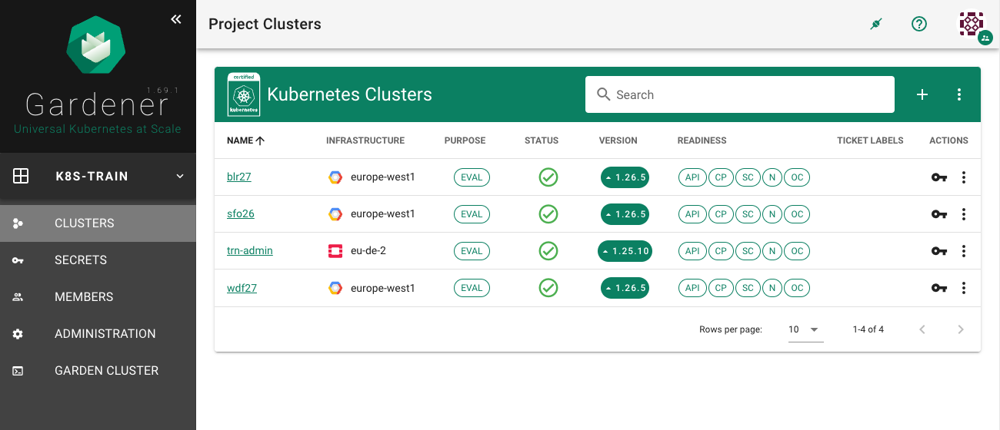 Project Clusters
1.69.1
Gardener
Universal Kubernetes at Scale
K8S-TRAIN
CLUSTERS
SECRETS
MEMBERS
ADMINISTRATION
GARDEN CLUSTER
certified
kubernetes
Kubernetes Clusters
Search
NAME INFRASTRUCTURE PURPOSE STATUS VERSION READINESS TICKET LABELS ACTIONS
blr27 europe-west1 EVAL 1.26.5 API CP SC N OC
sfo26 europe-west1 EVAL 1.26.5 API CP SC N OC
trn-admin eu-de-2 EVAL 1.25.10 API CP SC N OC
wdf27 europe-west1 EVAL 1.26.5 API CP SC N OC
Rows per page: 10 1-4 of 4